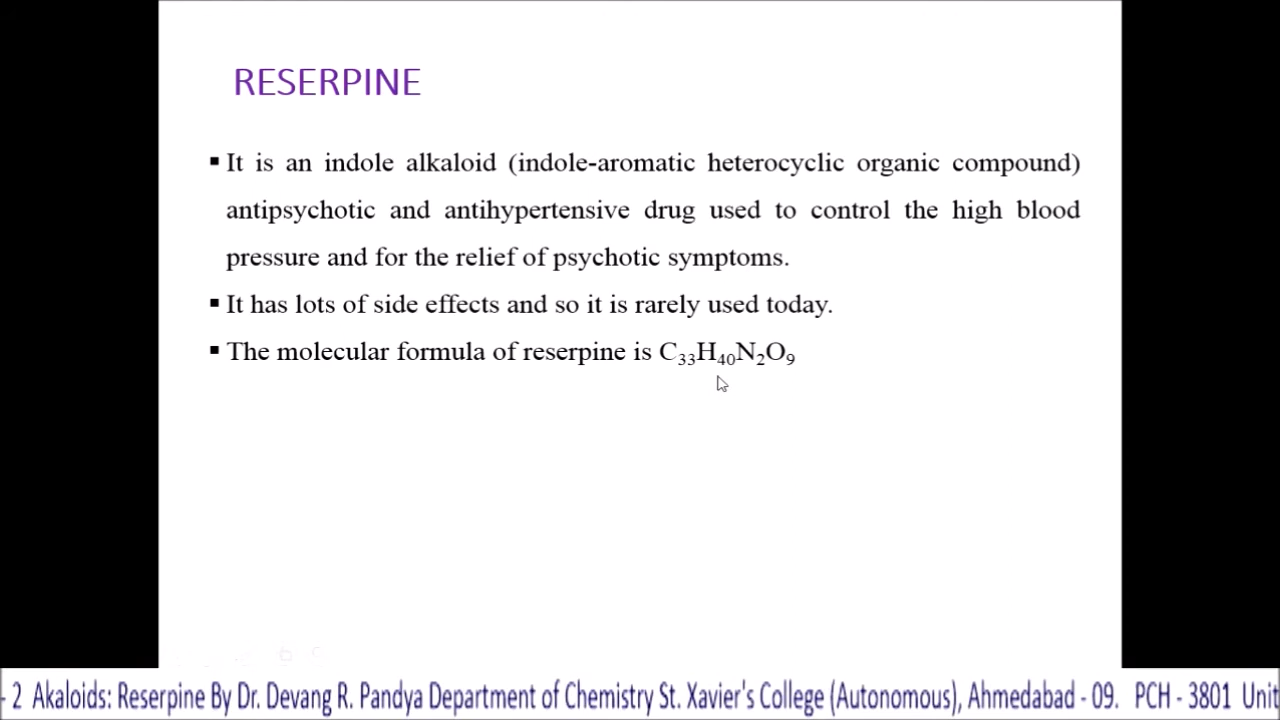 RESERPINE
▪ It is an indole alkaloid (indole-aromatic heterocyclic organic compound)
antipsychotic and antihypertensive drug used to control the high blood
pressure and for the relief of psychotic symptoms.
▪ It has lots of side effects and so it is rarely used today.
▪ The molecular formula of reserpine is C₃₃H₄₀N₂O₉
- 2 Akaloids: Reserpine By Dr. Devang R. Pandya Department of Chemistry St. Xavier's College (Autonomous), Ahmedabad - 09. PCH - 3801 Unit